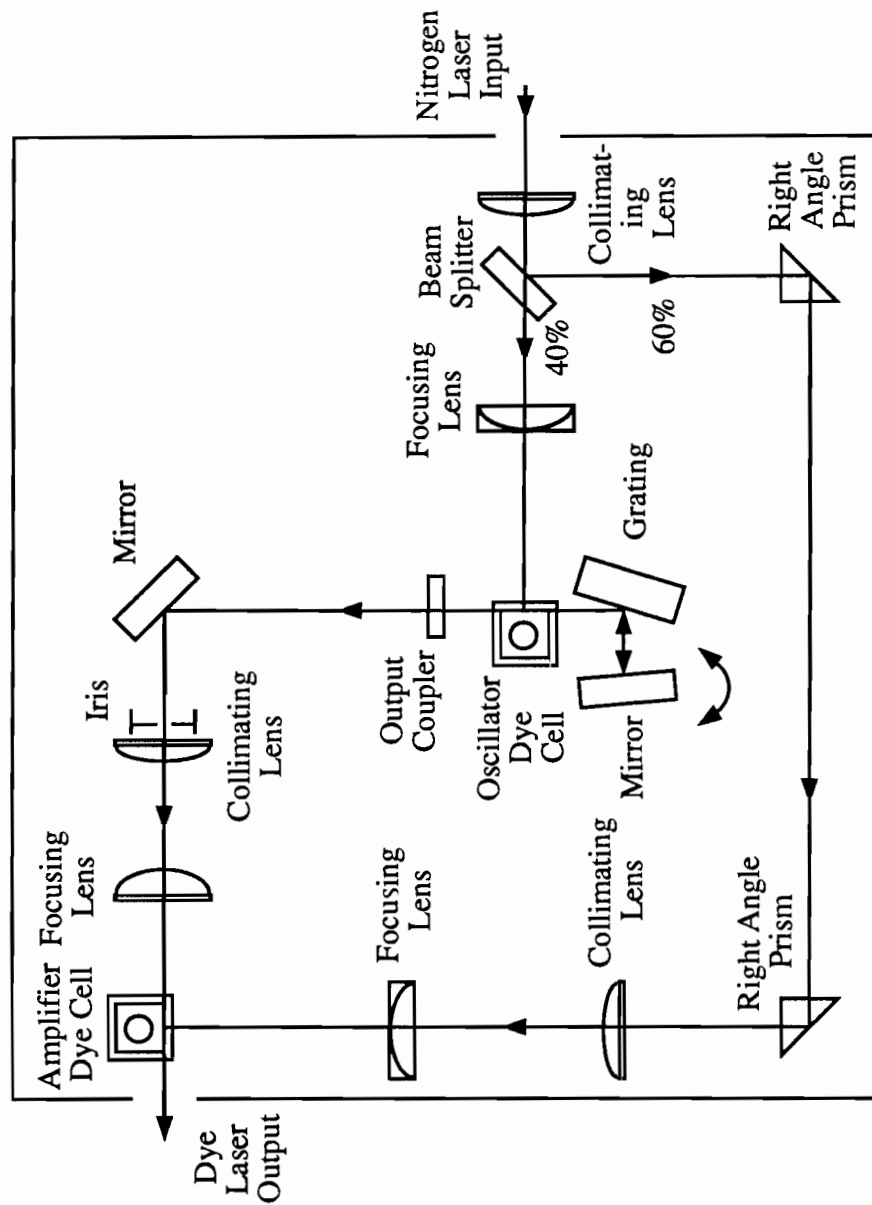 Nitrogen
Laser
Input
Collimat-
ing
Lens
Right
Angle
Prism
Beam
Splitter
60%
40%
Focusing
Lens
Grating
Mirror
Output
Coupler
Oscillator
Dye
Cell
Mirror
Iris
Collimating
Lens
Focusing
Lens
Amplifier
Dye Cell
Focusing
Lens
Collimating
Lens
Right Angle
Prism
Dye
Laser
Output